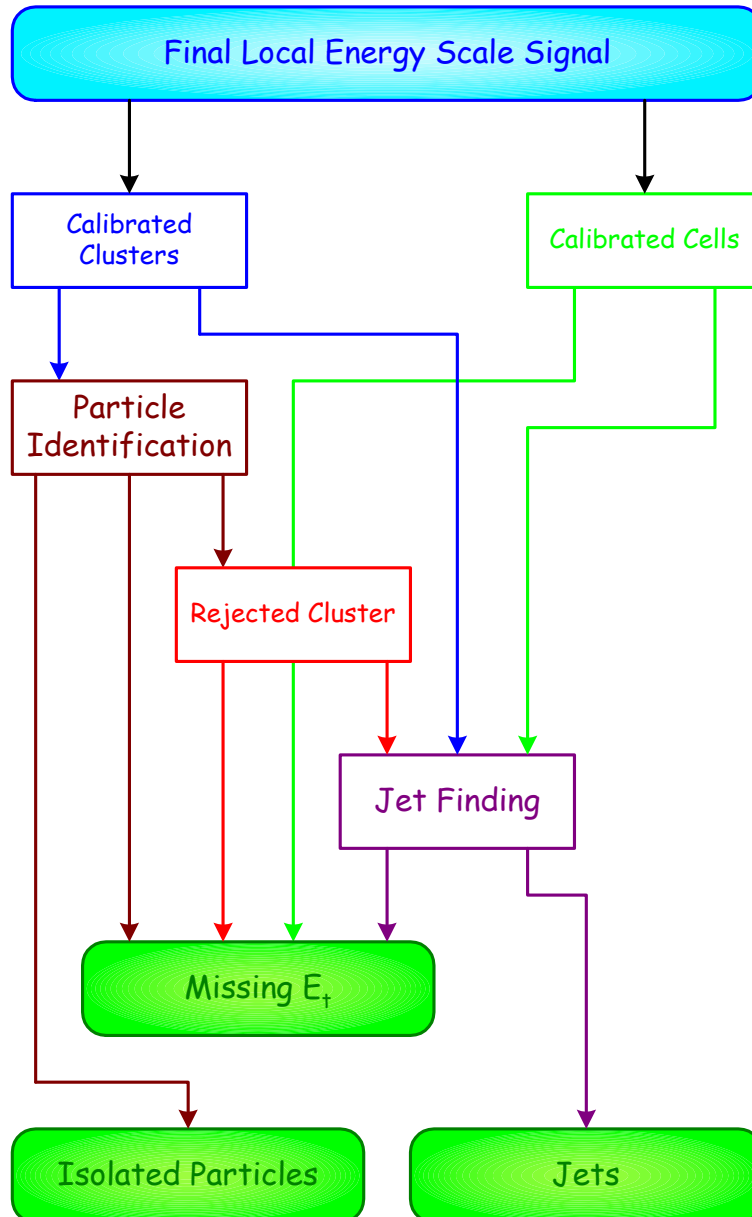 Final Local Energy Scale Signal
Calibrated
Clusters
Calibrated Cells
Particle
Identification
Rejected Cluster
Jet Finding
Missing Eₜ
Isolated Particles
Jets